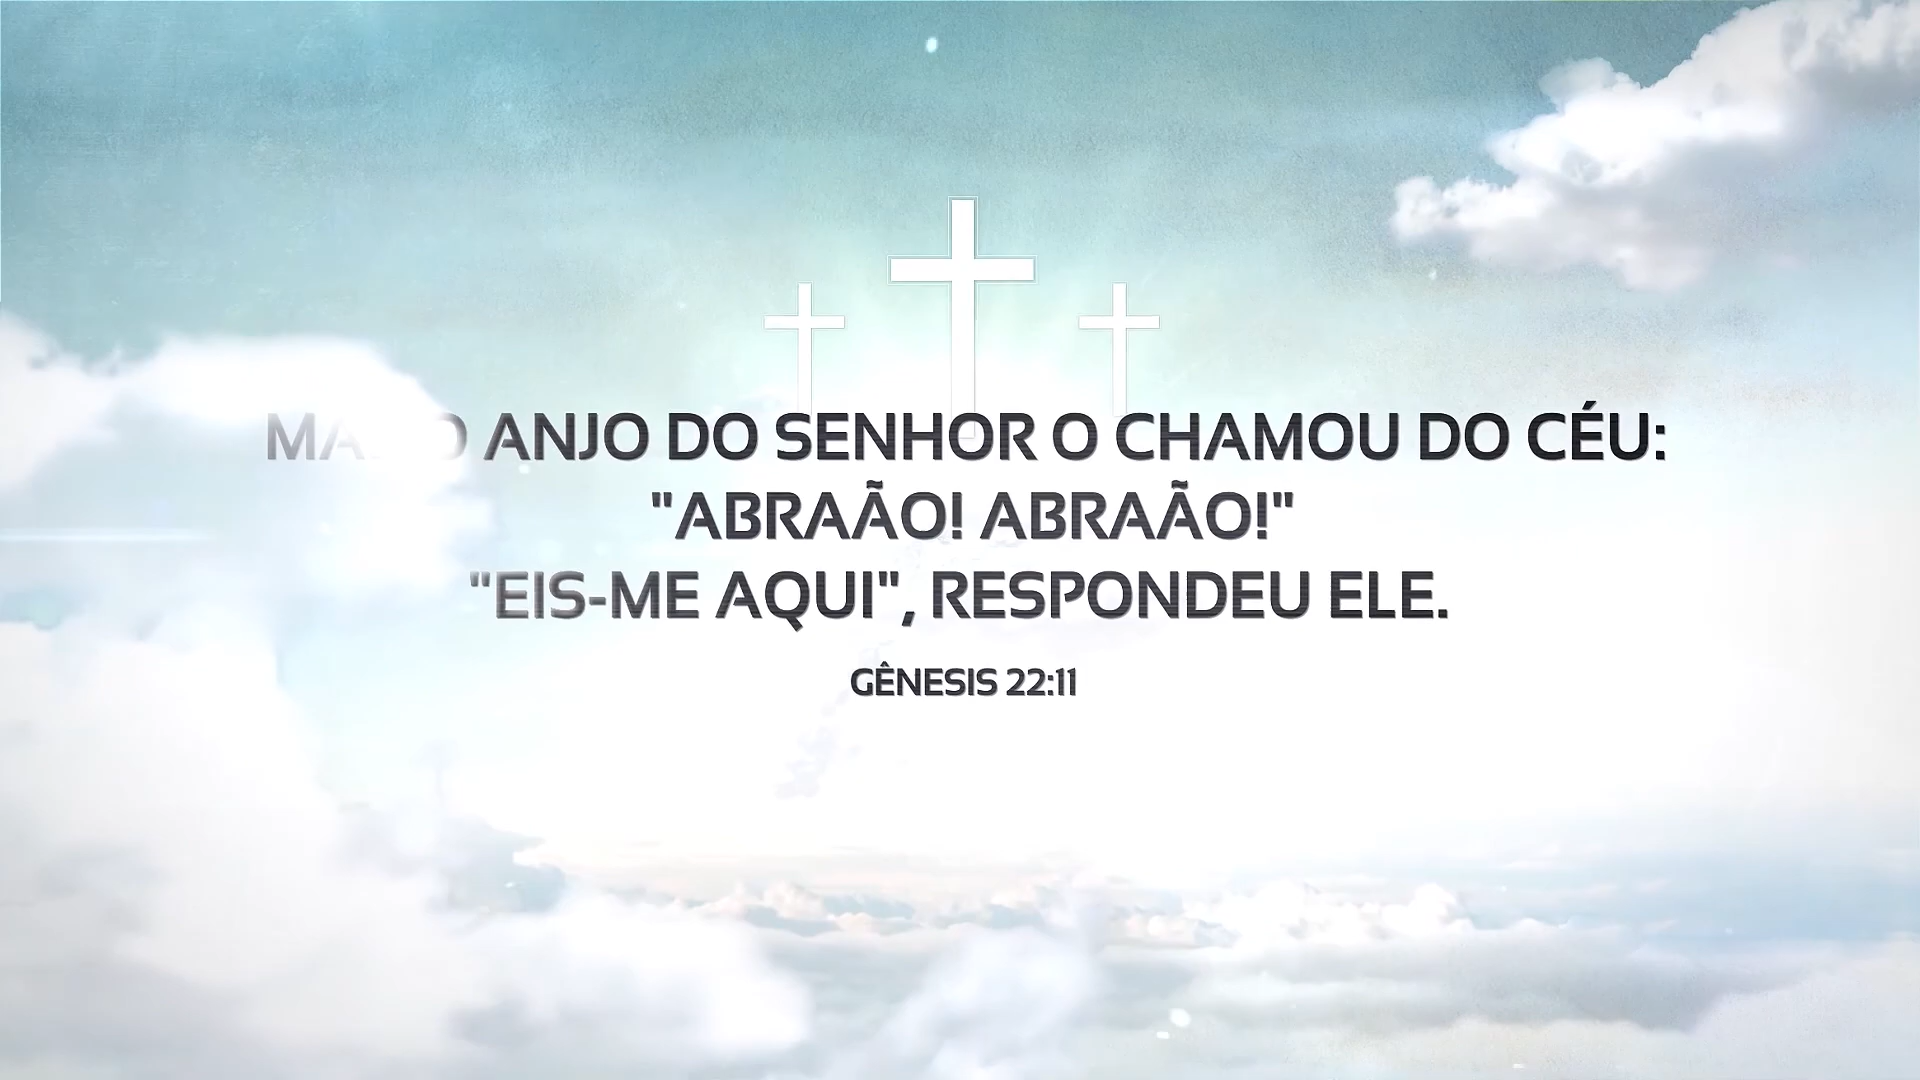 ANJO DO SENHOR O CHAMOU DO CÉU:
"ABRAÃO! ABRAÃO!"
"EIS-ME AQUI", RESPONDEU ELE.
GÊNESIS 22:11